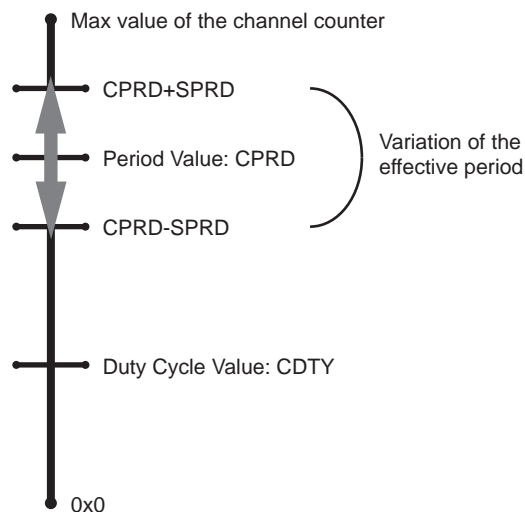 Max value of the channel counter
CPRD+SPRD
Period Value: CPRD
Variation of the
effective period
CPRD-SPRD
Duty Cycle Value: CDTY
0x0